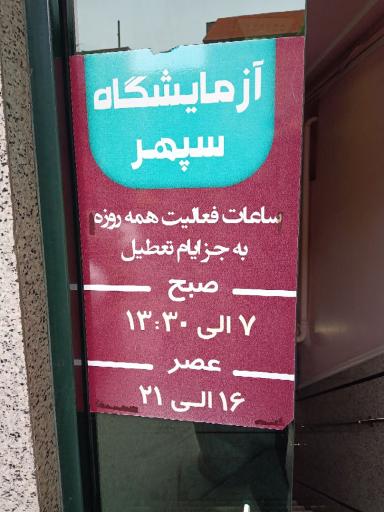 آزمایشگاه
سپهر
ساعات فعالیت همه روزه
به جز ایام تعطیل
صبح
۷ الی ۱۳:۳۰
عصر
۱۶ الی ۲۱